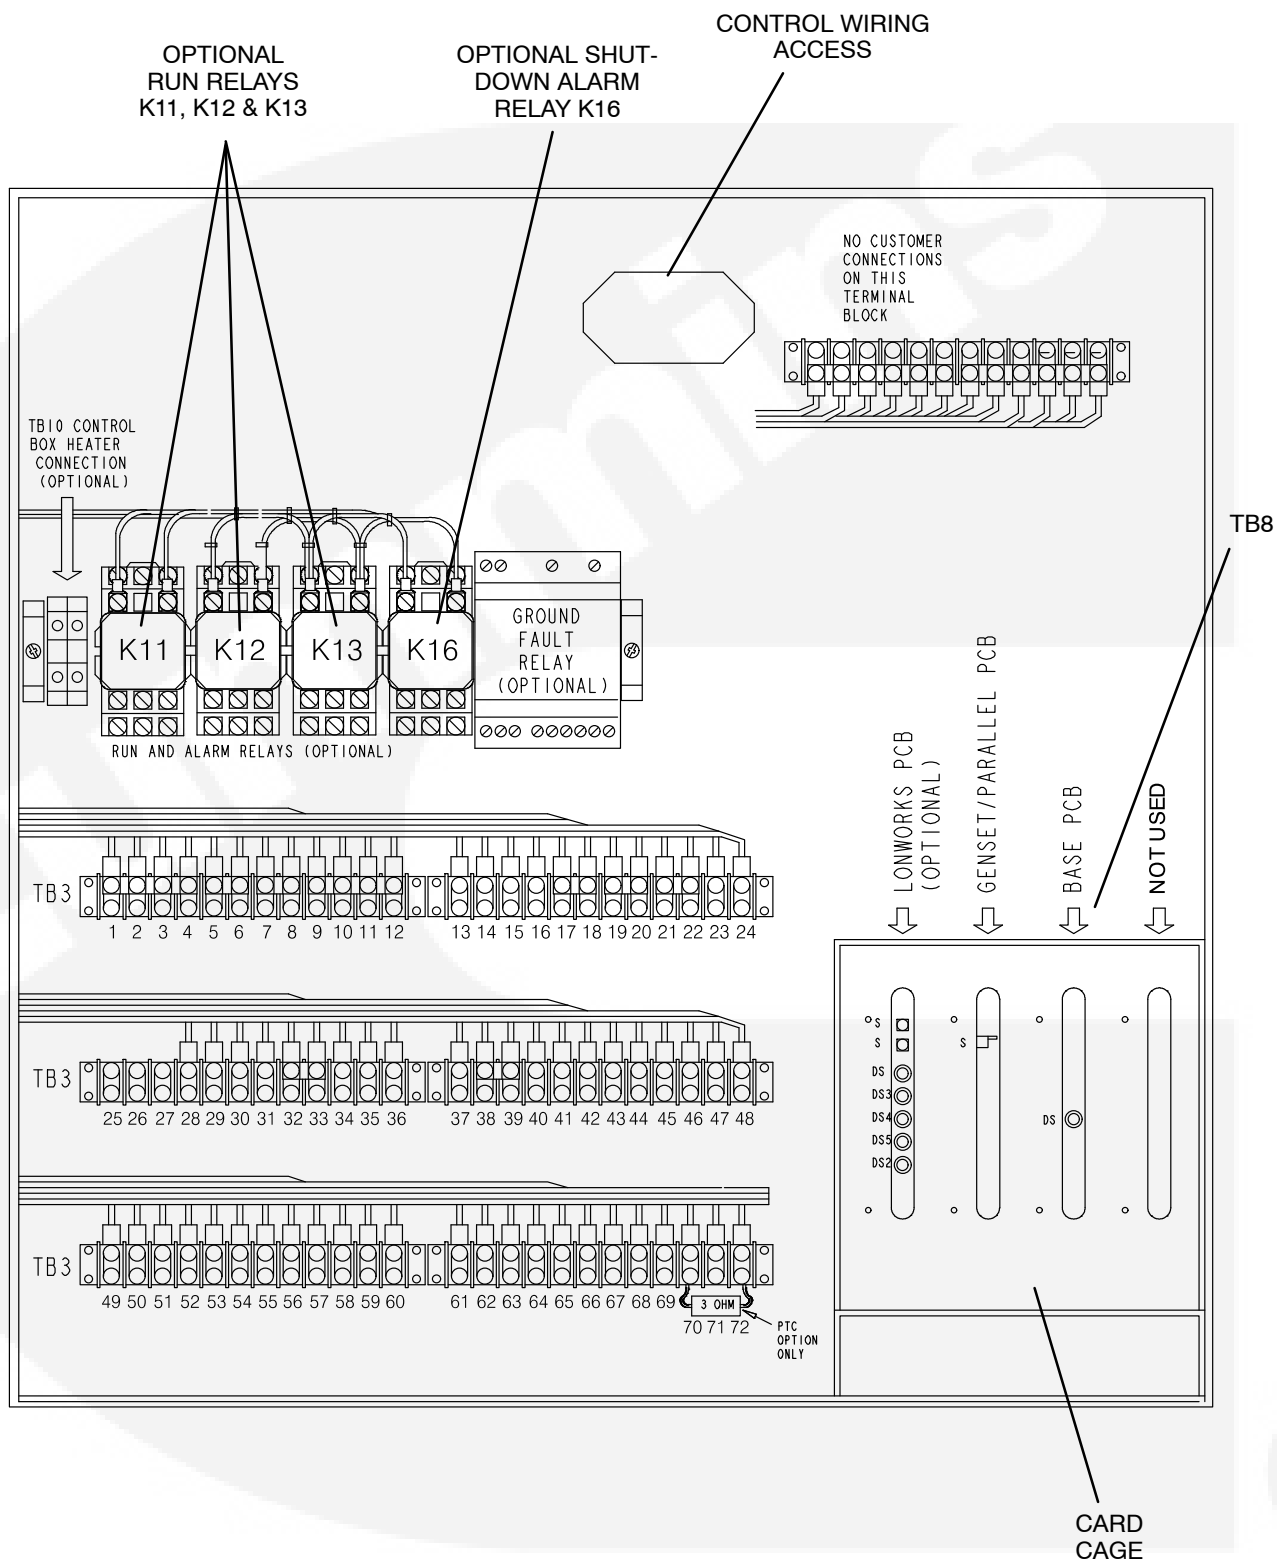 CONTROL WIRING
ACCESS
OPTIONAL
RUN RELAYS
K11, K12 & K13
OPTIONAL SHUT-
DOWN ALARM
RELAY K16
NO CUSTOMER
CONNECTIONS
ON THIS
TERMINAL
BLOCK
TB10 CONTROL
BOX HEATER
CONNECTION
(OPTIONAL)
TB8
K11
K12
K13
K16
GROUND
FAULT
RELAY
(OPTIONAL)
RUN AND ALARM RELAYS (OPTIONAL)
LONWORKS PCB
(OPTIONAL)
GENSET/PARALLEL PCB
BASE PCB
NOT USED
TB3
1 2 3 4 5 6 7 8 9 10 11 12 13 14 15 16 17 18 19 20 21 22 23 24
S
S
S
DS
DS3
DS4
DS5
DS2
DS
TB3
25 26 27 28 29 30 31 32 33 34 35 36 37 38 39 40 41 42 43 44 45 46 47 48
TB3
49 50 51 52 53 54 55 56 57 58 59 60 61 62 63 64 65 66 67 68 69
3 OHM
70 71 72
PTC
OPTION
ONLY
CARD
CAGE
cummins